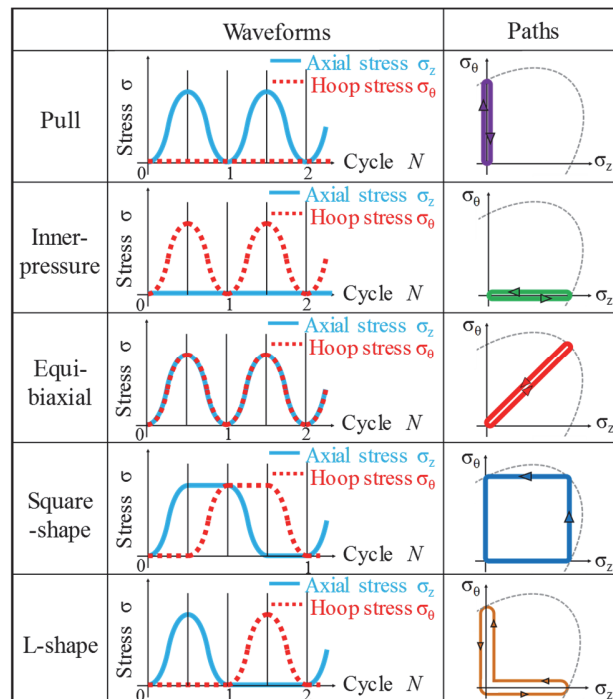 Waveforms
Paths
Pull
Stress σ
Axial stress σz
Hoop stress σθ
Cycle N
0
1
2
σθ
σz
Inner-
pressure
Stress σ
Axial stress σz
Hoop stress σθ
Cycle N
0
1
2
σθ
σz
Equi-
biaxial
Stress σ
Axial stress σz
Hoop stress σθ
Cycle N
0
1
2
σθ
σz
Square
-shape
Stress σ
Axial stress σz
Hoop stress σθ
Cycle N
0
1
σθ
σz
L-shape
Stress σ
Axial stress σz
Hoop stress σθ
Cycle N
0
1
2
σθ
σz